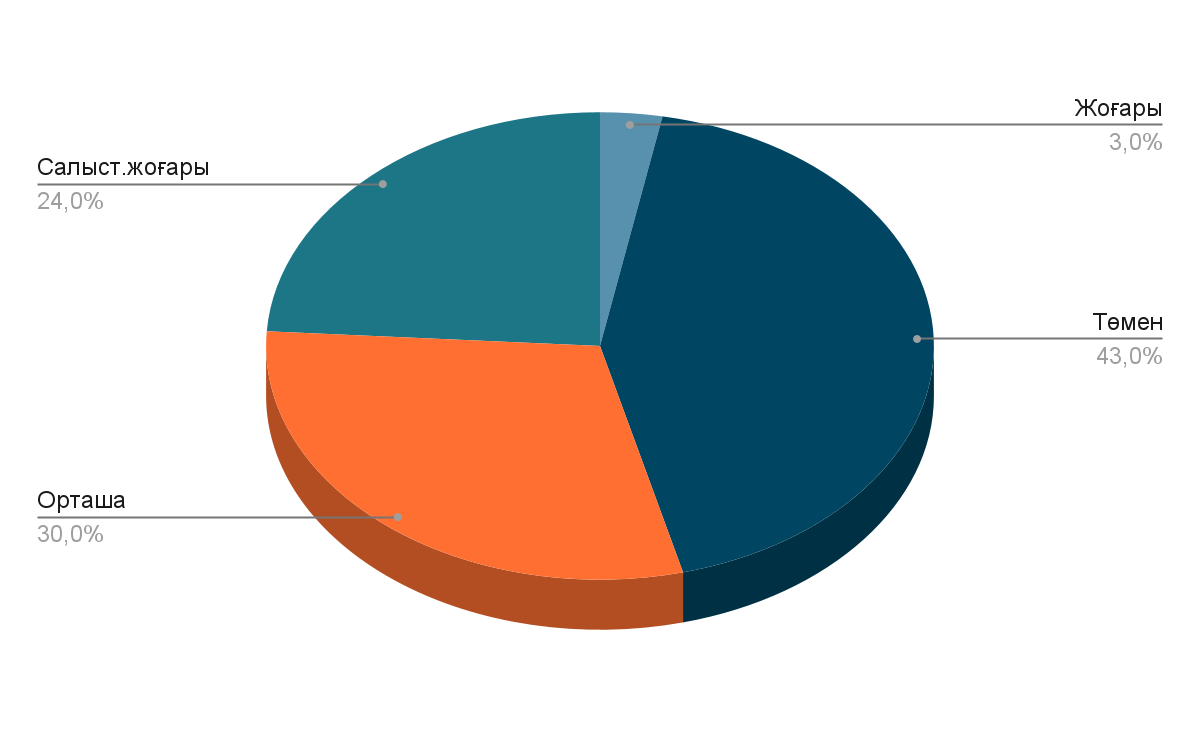 Жоғары
3,0%
Салыст.жоғары
24,0%
Төмен
43,0%
Орташа
30,0%